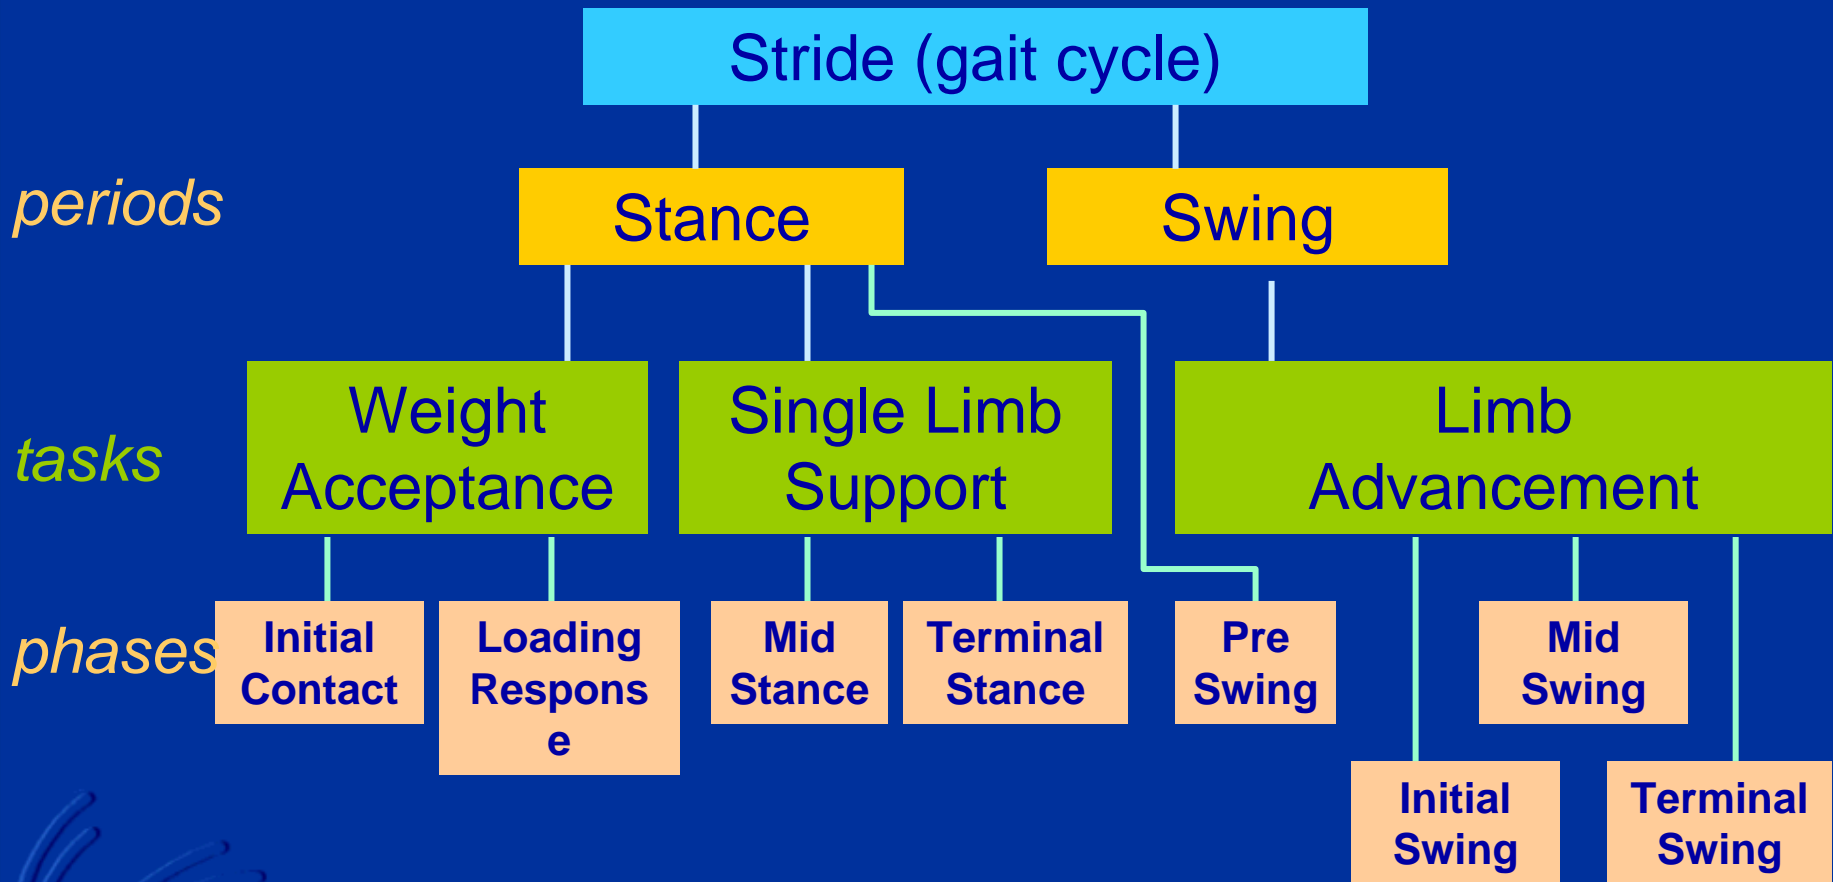 Stride (gait cycle)
periods
Stance
Swing
tasks
Weight
Acceptance
Single Limb
Support
Limb
Advancement
phases
Initial
Contact
Loading
Respons
e
Mid
Stance
Terminal
Stance
Pre
Swing
Mid
Swing
Initial
Swing
Terminal
Swing